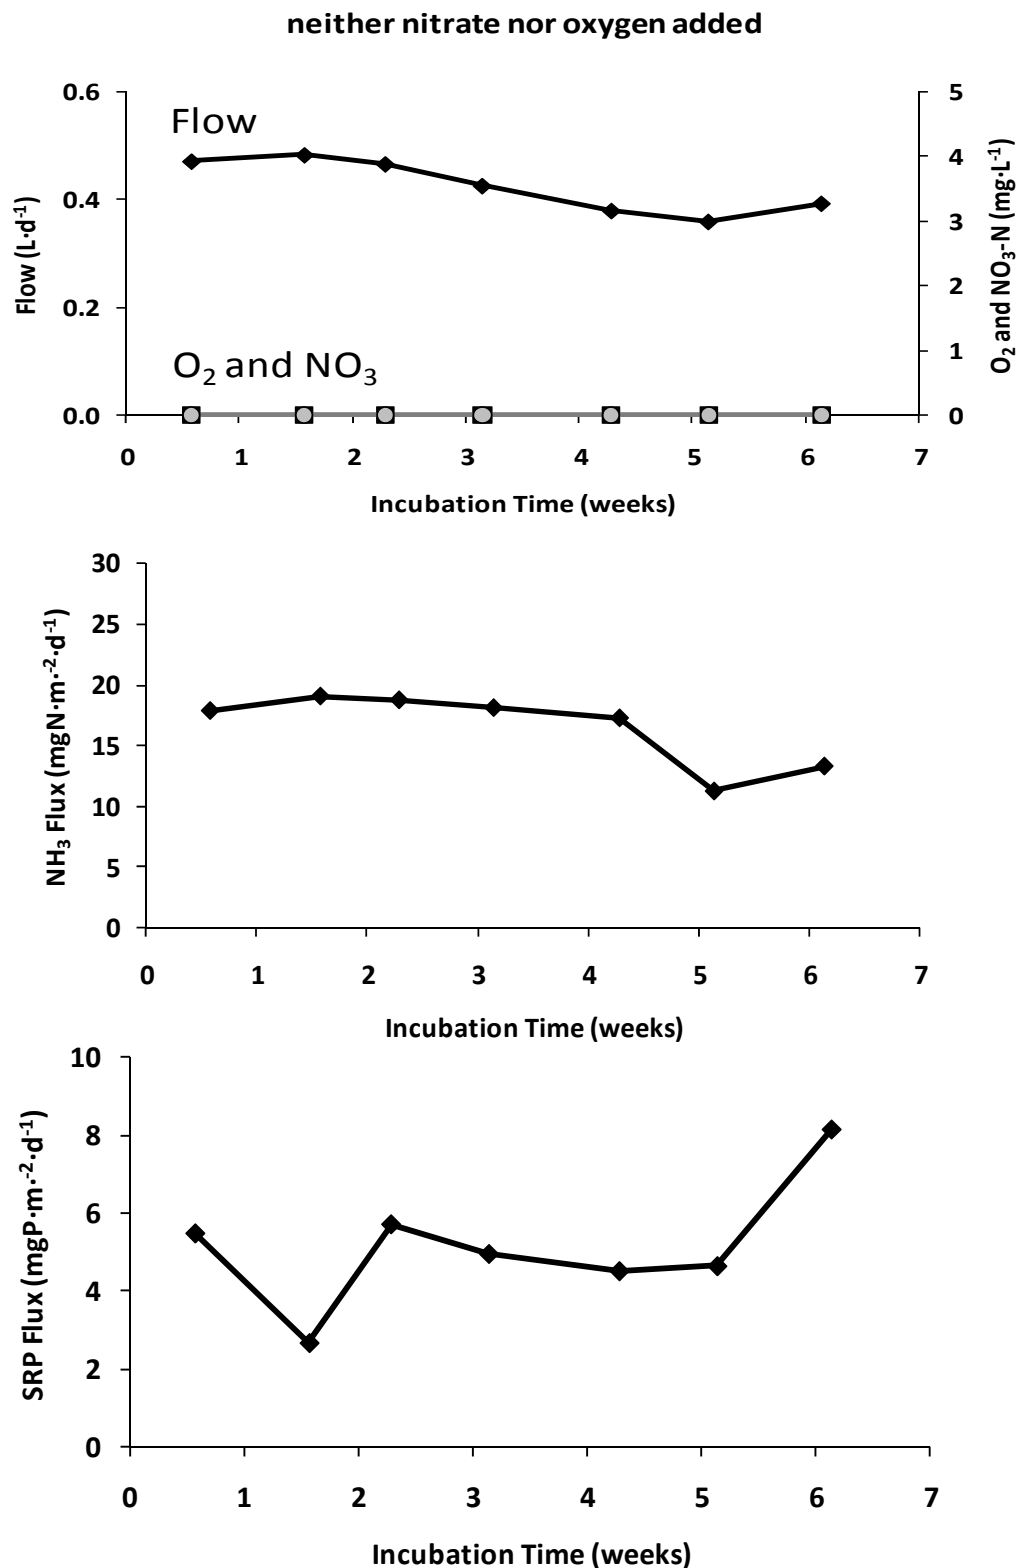 neither nitrate nor oxygen added
0.6
0.4
0.2
0.0
Flow (L·d⁻¹)
Flow
O₂ and NO₃
5
4
3
2
1
0
O₂ and NO₃-N (mg·L⁻¹)
0 1 2 3 4 5 6 7
Incubation Time (weeks)
30
25
20
15
10
5
0
NH₃ Flux (mgN·m·⁻²·d⁻¹)
0 1 2 3 4 5 6 7
Incubation Time (weeks)
10
8
6
4
2
0
SRP Flux (mgP·m·⁻²·d⁻¹)
0 1 2 3 4 5 6 7
Incubation Time (weeks)